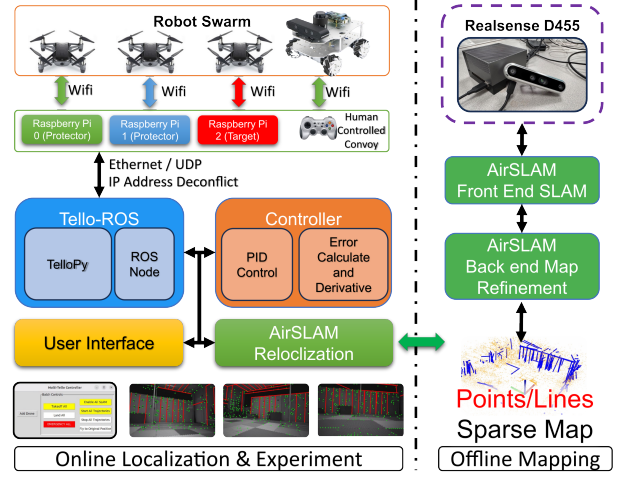 Robot Swarm
Wifi
Wifi
Wifi
Wifi
Raspberry Pi
0 (Protector)
Raspberry Pi
1 (Protector)
Raspberry Pi
2 (Target)
Human
Controlled
Convoy
Ethernet / UDP
IP Address Deconflict
Tello-ROS
TelloPy
ROS
Node
Controller
PID
Control
Error
Calculate
and
Derivative
User Interface
AirSLAM
Reloclization
Online Localization & Experiment
Realsense D455
AirSLAM
Front End SLAM
AirSLAM
Back end Map
Refinement
Points/Lines
Sparse Map
Offline Mapping